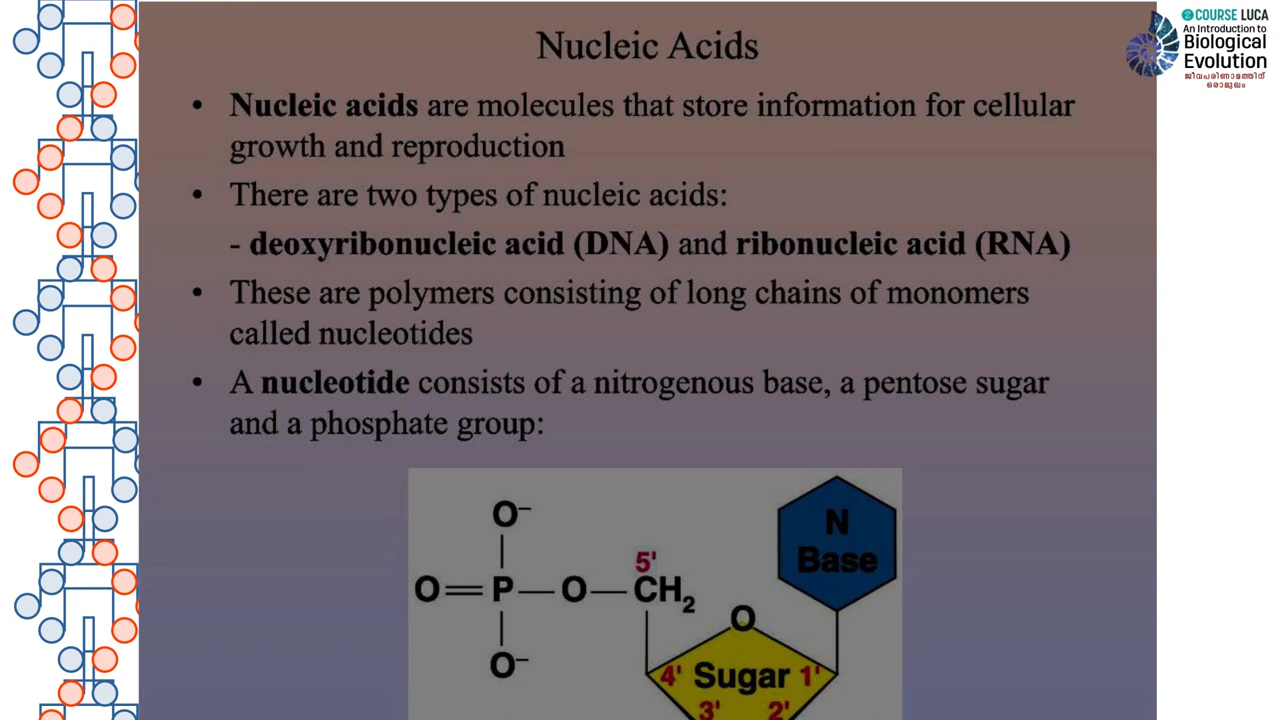 Nucleic Acids
COURSE LUCA
An Introduction to
Biological
Evolution
ജീവപരിണാമത്തിന്
ഒരാമുഖം
• Nucleic acids are molecules that store information for cellular
growth and reproduction
• There are two types of nucleic acids:
- deoxyribonucleic acid (DNA) and ribonucleic acid (RNA)
• These are polymers consisting of long chains of monomers
called nucleotides
• A nucleotide consists of a nitrogenous base, a pentose sugar
and a phosphate group:
O–
N
Base
5'
O=P—O—CH2
O
O–
4' Sugar 1'
3' 2'